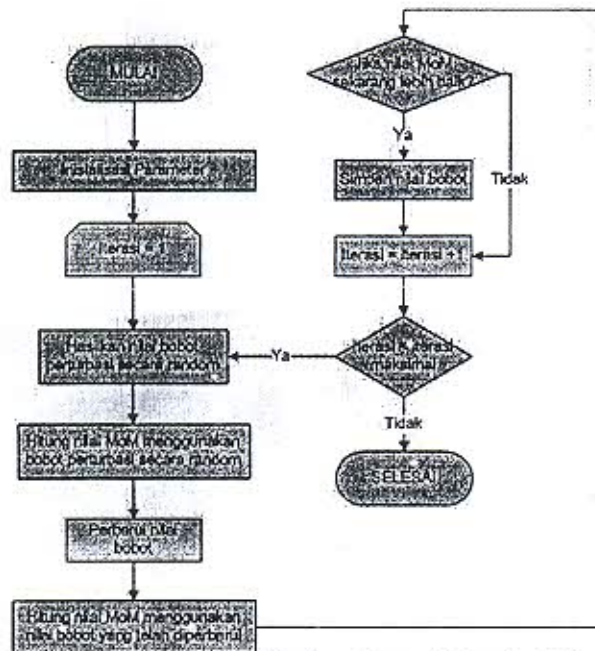 MULAI
Inisialisasi Parameter
Iterasi = 1
Hasilkan nilai bobot
perturbasi secara random
Hitung nilai MoM menggunakan
bobot perturbasi secara random
Perbarui nilai
bobot
Hitung nilai MoM menggunakan
nilai bobot yang telah diperbarui
Jika nilai MoM
sekarang lebih baik?
Ya
Tidak
Simpan nilai bobot
Iterasi = Iterasi +1
Iterasi < Iterasi
maksimal
Ya
Tidak
SELESAI